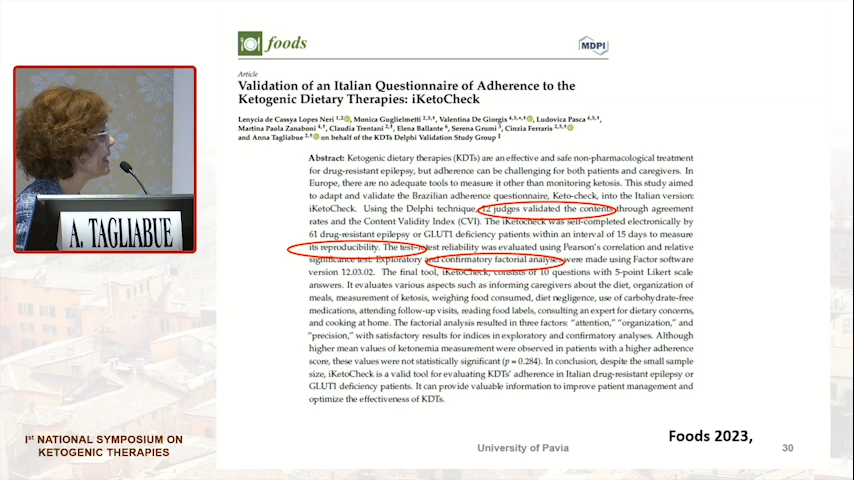 foods
MDPI
Article
Validation of an Italian Questionnaire of Adherence to the
Ketogenic Dietary Therapies: iKetoCheck
Lenycia de Cassya Lopes Neri 1,2, Monica Guglielmetti 2,3,†, Valentina De Giorgis 4,5,*,†, Ludovica Pasca 4,5,†,
Martina Paola Zanaboni 4,†, Claudia Trentani 2,†, Elena Ballante 6, Serena Grumi 5, Cinzia Ferraris 2,†
and Anna Tagliabue 2,† on behalf of the KDTs Delphi Validation Study Group ‡
Abstract: Ketogenic dietary therapies (KDTs) are an effective and safe non-pharmacological treatment
for drug-resistant epilepsy, but adherence can be challenging for both patients and caregivers. In
Europe, there are no adequate tools to measure it other than monitoring ketosis. This study aimed
to adapt and validate the Brazilian adherence questionnaire, Keto-check, into the Italian version:
iKetoCheck. Using the Delphi technique, 12 judges validated the contents through agreement
rates and the Content Validity Index (CVI). The iKetocheck was self-completed electronically by
61 drug-resistant epilepsy or GLUT1 deficiency patients within an interval of 15 days to measure
its reproducibility. The test–retest reliability was evaluated using Pearson's correlation and relative
significance test. Exploratory and confirmatory factorial analyses were made using Factor software
version 12.03.02. The final tool, iKetoCheck, consists of 10 questions with 5-point Likert scale
answers. It evaluates various aspects such as informing caregivers about the diet, organization of
meals, measurement of ketosis, weighing food consumed, diet negligence, use of carbohydrate-free
medications, attending follow-up visits, reading food labels, consulting an expert for dietary concerns,
and cooking at home. The factorial analysis resulted in three factors: "attention," "organization," and
"precision," with satisfactory results for indices in exploratory and confirmatory analyses. Although
higher mean values of ketonemia measurement were observed in patients with a higher adherence
score, these values were not statistically significant (p = 0.284). In conclusion, despite the small sample
size, iKetoCheck is a valid tool for evaluating KDTs' adherence in Italian drug-resistant epilepsy or
GLUT1 deficiency patients. It can provide valuable information to improve patient management and
optimize the effectiveness of KDTs.
A. TAGLIABUE
Ist NATIONAL SYMPOSIUM ON
KETOGENIC THERAPIES
Foods 2023,
University of Pavia
30